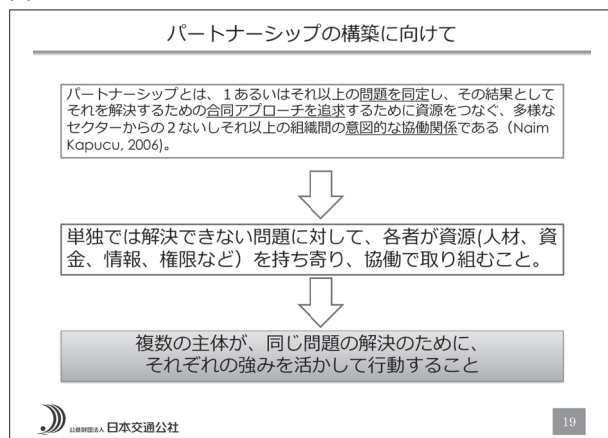 パートナーシップの構築に向けて
パートナーシップとは、１あるいはそれ以上の問題を同定し、その結果として
それを解決するための合同アプローチを追求するために資源をつなぐ、多様な
セクターからの２ないしそれ以上の組織間の意図的な協働関係である（Naim
Kapucu, 2006)。
単独では解決できない問題に対して、各者が資源(人材、資
金、情報、権限など）を持ち寄り、協働で取り組むこと。
複数の主体が、同じ問題の解決のために、
それぞれの強みを活かして行動すること
公益財団法人 日本交通公社
19